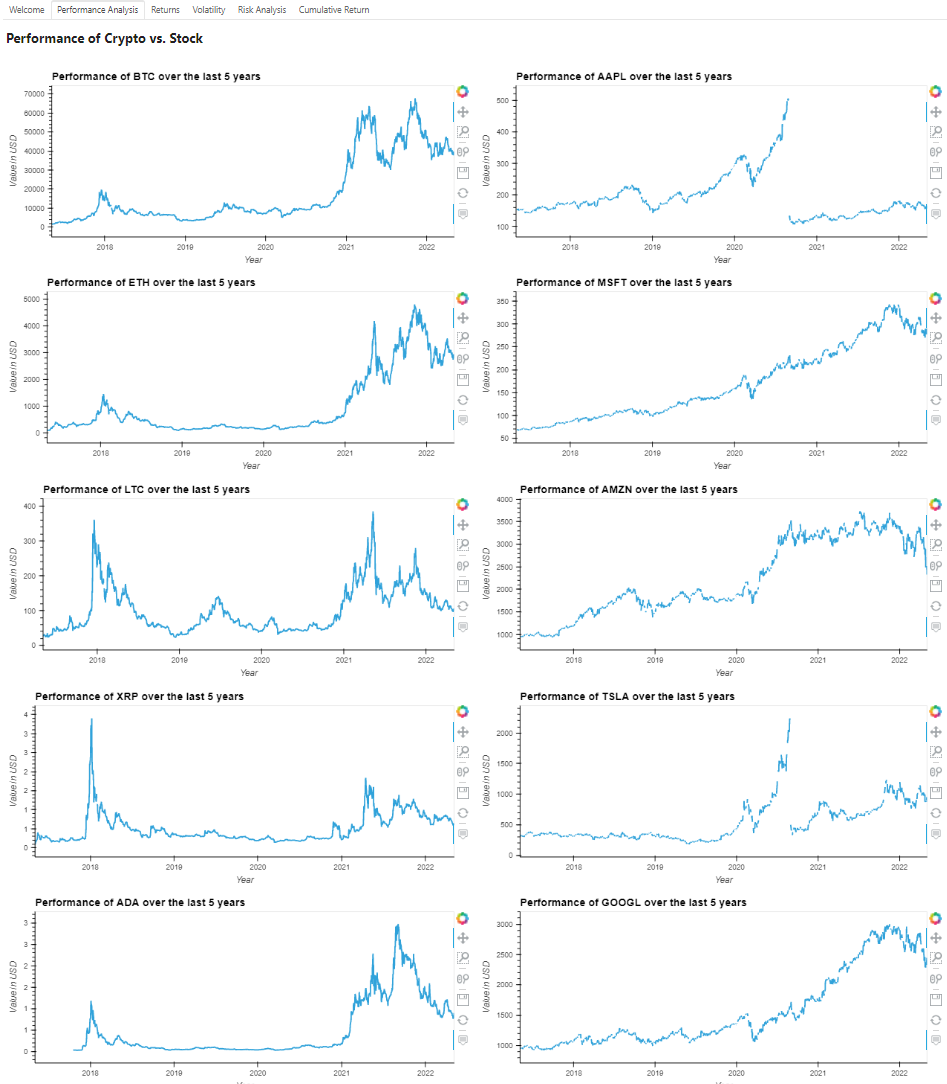 Welcome Performance Analysis Returns Volatility Risk Analysis Cumulative Return
Performance of Crypto vs. Stock
Performance of BTC over the last 5 years
70000
60000
50000
40000
30000
20000
10000
0
Value in USD
2018 2019 2020 2021 2022
Year
Performance of AAPL over the last 5 years
500
400
300
200
100
Value in USD
2018 2019 2020 2021 2022
Year
Performance of ETH over the last 5 years
5000
4000
3000
2000
1000
0
Value in USD
2018 2019 2020 2021 2022
Year
Performance of MSFT over the last 5 years
350
300
250
200
150
100
50
Value in USD
2018 2019 2020 2021 2022
Year
Performance of LTC over the last 5 years
400
300
200
100
0
Value in USD
2018 2019 2020 2021 2022
Year
Performance of AMZN over the last 5 years
4000
3500
3000
2500
2000
1500
1000
Value in USD
2018 2019 2020 2021 2022
Year
Performance of XRP over the last 5 years
4
3
3
2
2
1
1
0
Value in USD
2018 2019 2020 2021 2022
Year
Performance of TSLA over the last 5 years
2000
1500
1000
500
0
Value in USD
2018 2019 2020 2021 2022
Year
Performance of ADA over the last 5 years
3
3
2
2
1
1
0
Value in USD
2018 2019 2020 2021 2022
Performance of GOOGL over the last 5 years
3000
2500
2000
1500
1000
Value in USD
2018 2019 2020 2021 2022